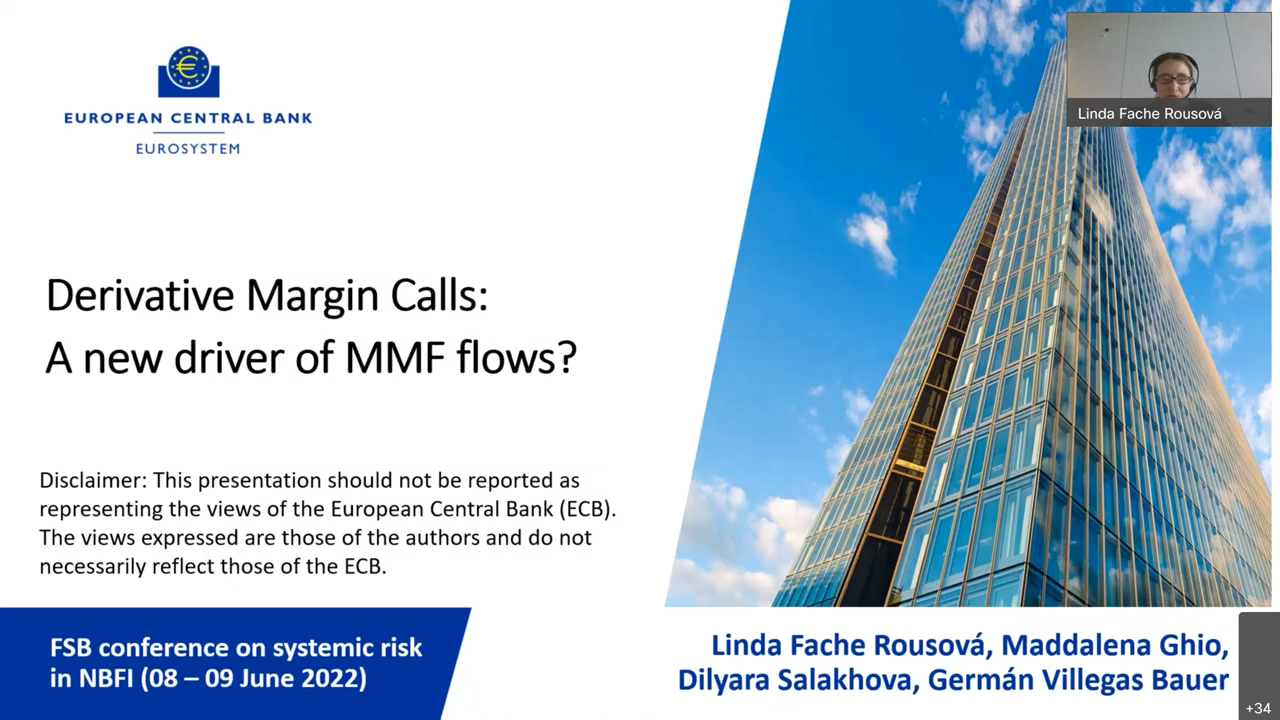 EUROPEAN CENTRAL BANK
EUROSYSTEM
Linda Fache Rousová
Derivative Margin Calls:
A new driver of MMF flows?
Disclaimer: This presentation should not be reported as
representing the views of the European Central Bank (ECB).
The views expressed are those of the authors and do not
necessarily reflect those of the ECB.
FSB conference on systemic risk
in NBFI (08 – 09 June 2022)
Linda Fache Rousová, Maddalena Ghio,
Dilyara Salakhova, Germán Villegas Bauer
+34